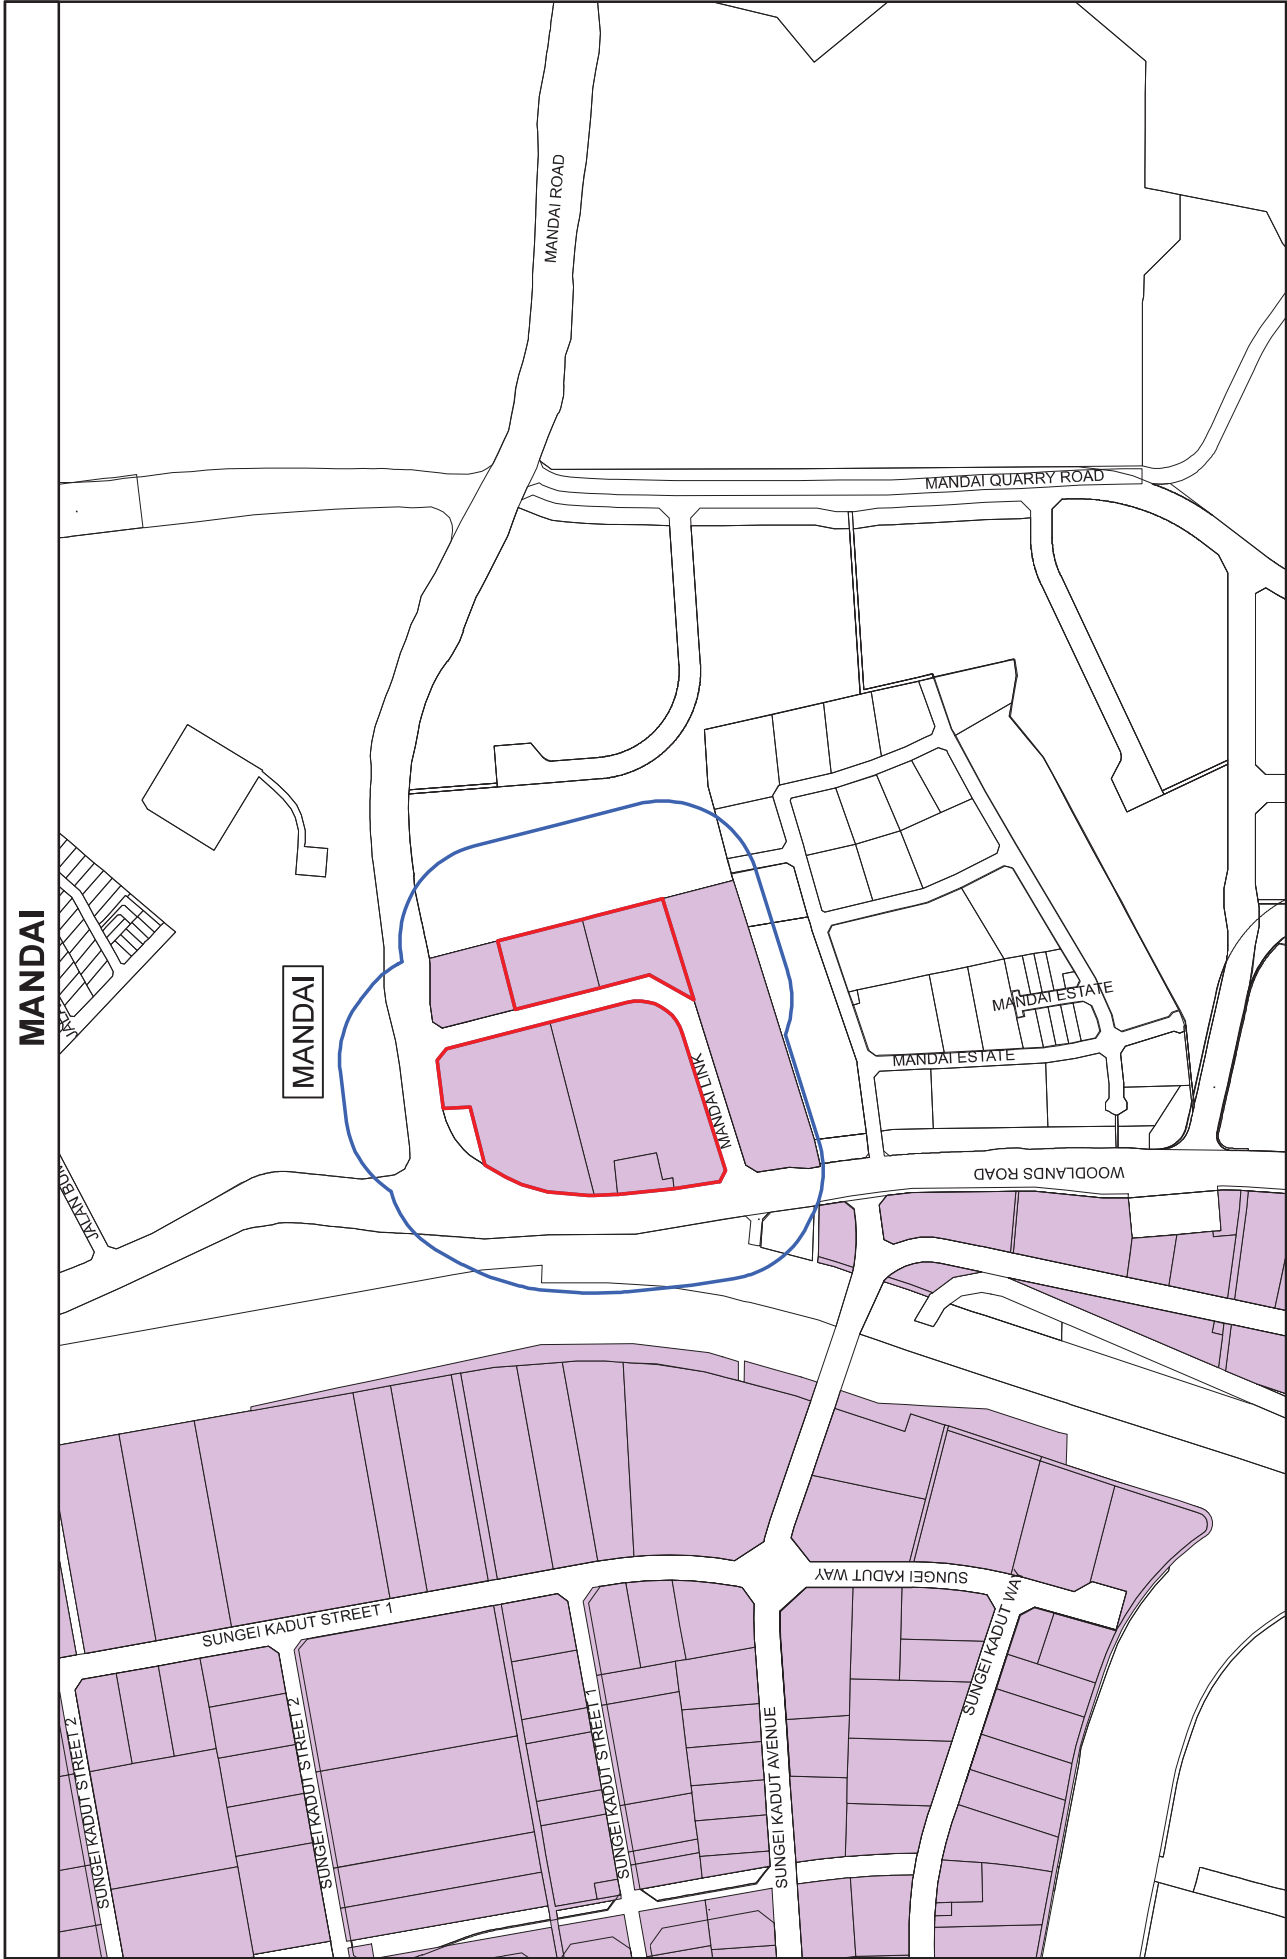 MANDAI
MANDAI ROAD
MANDAI QUARRY ROAD
MANDAI
MANDAI ESTATE
MANDAI ESTATE
MANDAI LINK
WOODLANDS ROAD
SUNGEI KADUT WAY
SUNGEI KADUT WAY
SUNGEI KADUT STREET 1
SUNGEI KADUT STREET 2
SUNGEI KADUT STREET 2
SUNGEI KADUT STREET 1
SUNGEI KADUT AVENUE